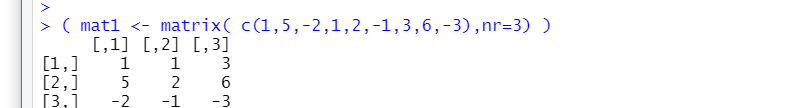 >
> ( mat1 <- matrix( c(1,5,-2,1,2,-1,3,6,-3),nr=3) )
     [,1] [,2] [,3]
[1,]    1    1    3
[2,]    5    2    6
[3,]   -2   -1   -3